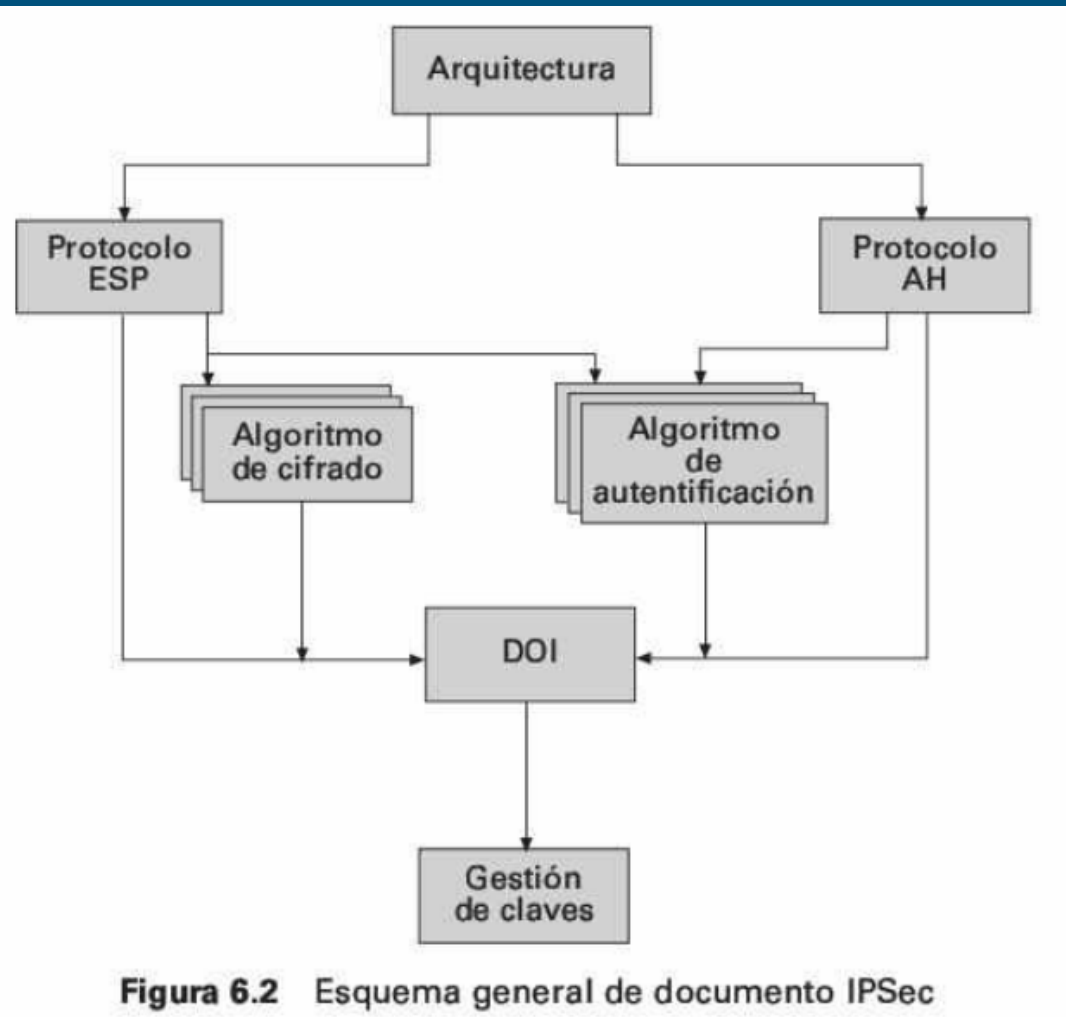 Arquitectura
Protocolo
ESP
Protocolo
AH
Algoritmo
de cifrado
Algoritmo
de
autentificación
DOI
Gestión
de claves
Figura 6.2 Esquema general de documento IPSec